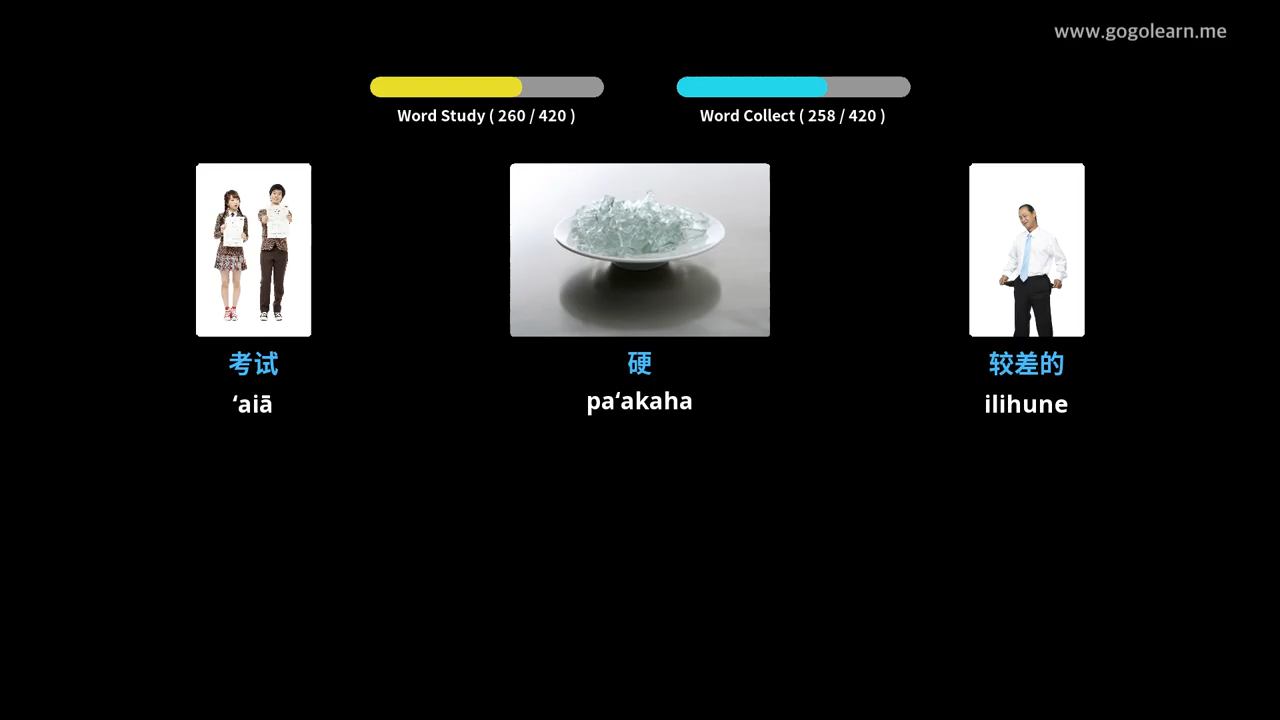 www.gogolearn.me
Word Study ( 260 / 420 )
Word Collect ( 258 / 420 )
考试
硬
较差的
ʻaiā
paʻakaha
ilihune